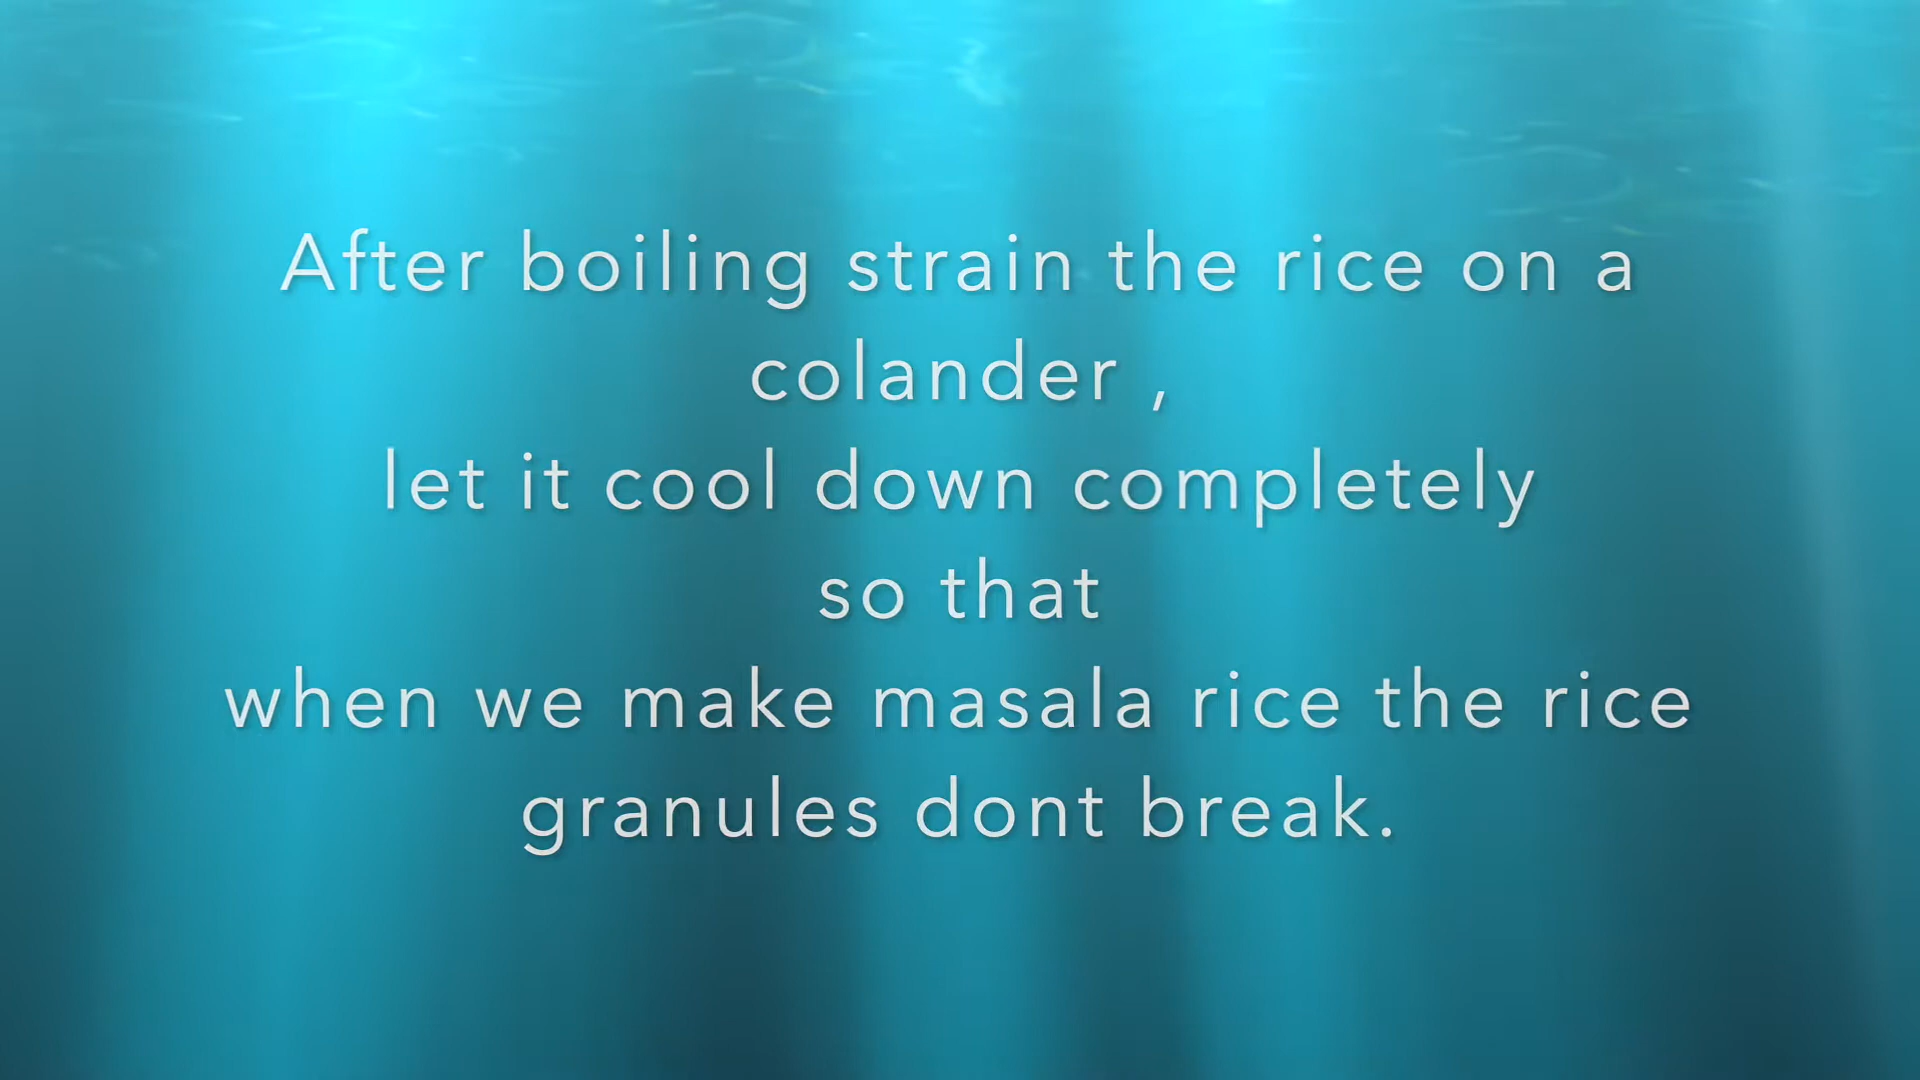 After boiling strain the rice on a
colander ,
let it cool down completely
so that
when we make masala rice the rice
granules dont break.